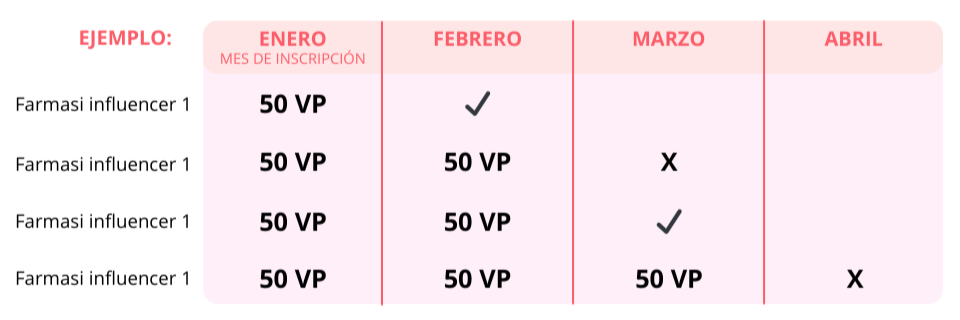 EJEMPLO: ENERO FEBRERO MARZO ABRIL
MES DE INSCRIPCIÓN
Farmasi influencer 1 50 VP ✓
Farmasi influencer 1 50 VP 50 VP X
Farmasi influencer 1 50 VP 50 VP ✓
Farmasi influencer 1 50 VP 50 VP 50 VP X